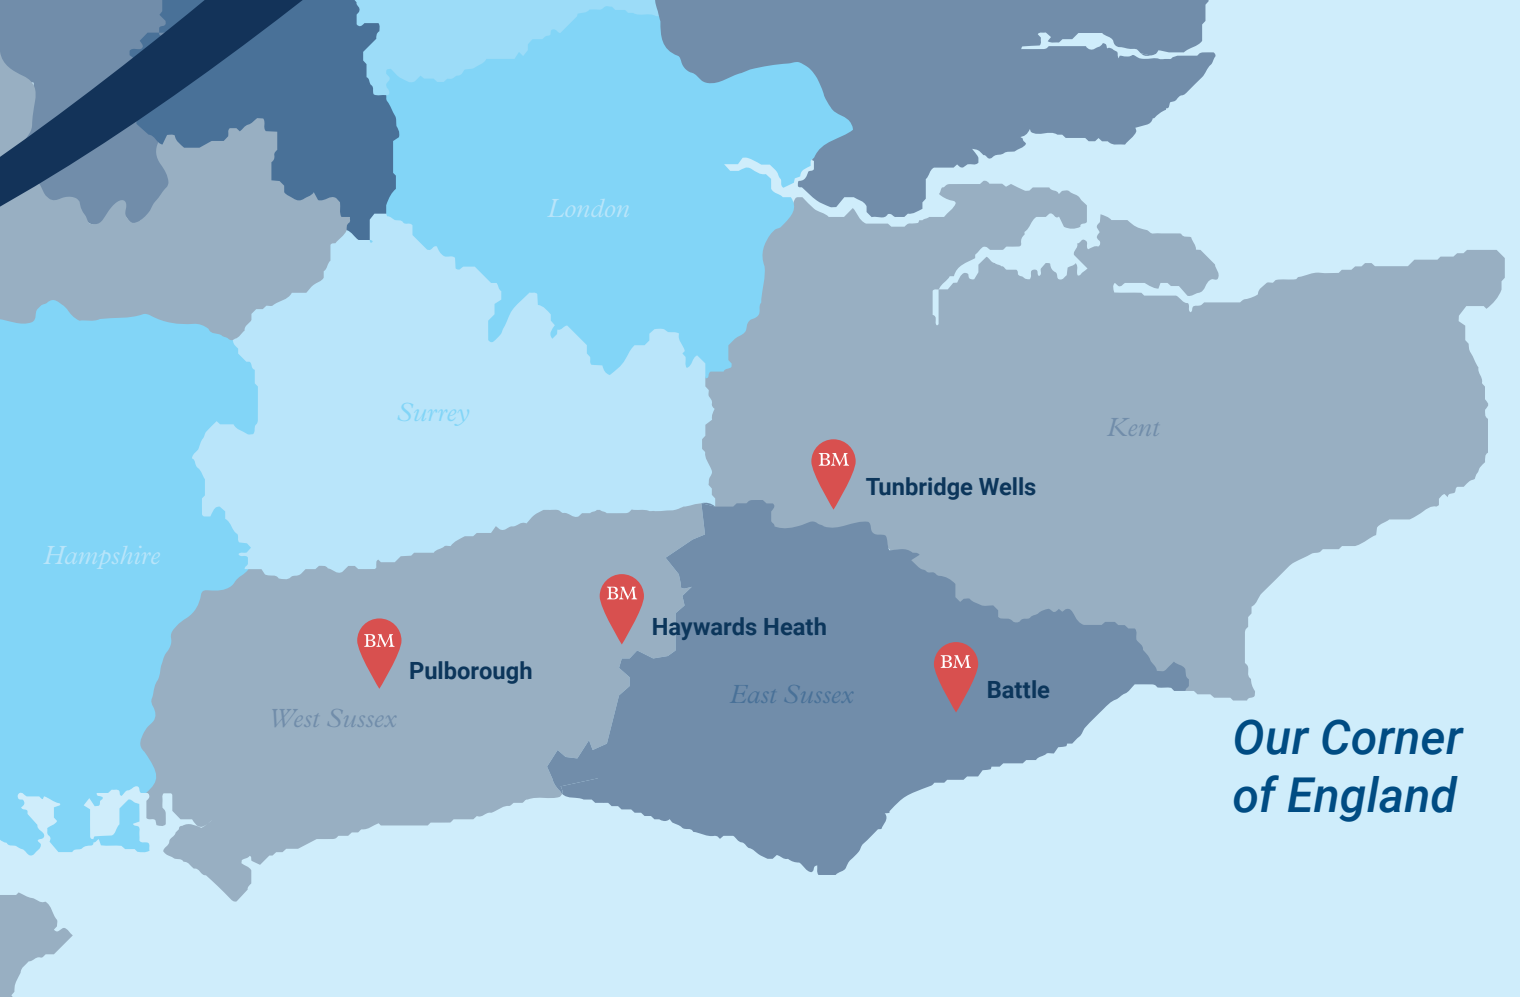 London
Surrey
Kent
BM
Tunbridge Wells
Hampshire
BM
Haywards Heath
BM
Pulborough
BM
Battle
East Sussex
West Sussex
Our Corner
of England